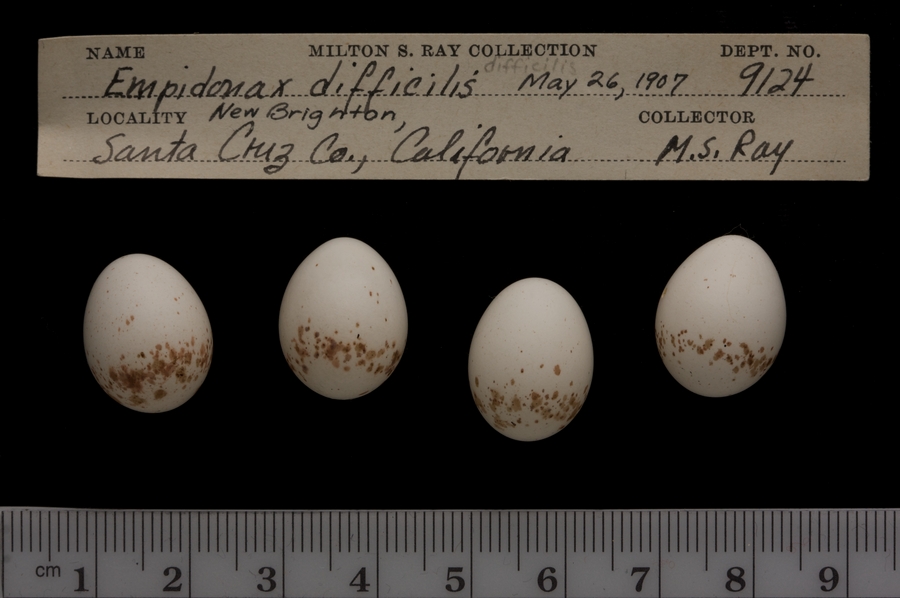 NAME MILTON S. RAY COLLECTION DEPT. NO.
difficilis
Empidonax difficilis May 26, 1907 9124
LOCALITY New Brighton, COLLECTOR
Santa Cruz Co., California M.S. Ray
cm 1 2 3 4 5 6 7 8 9